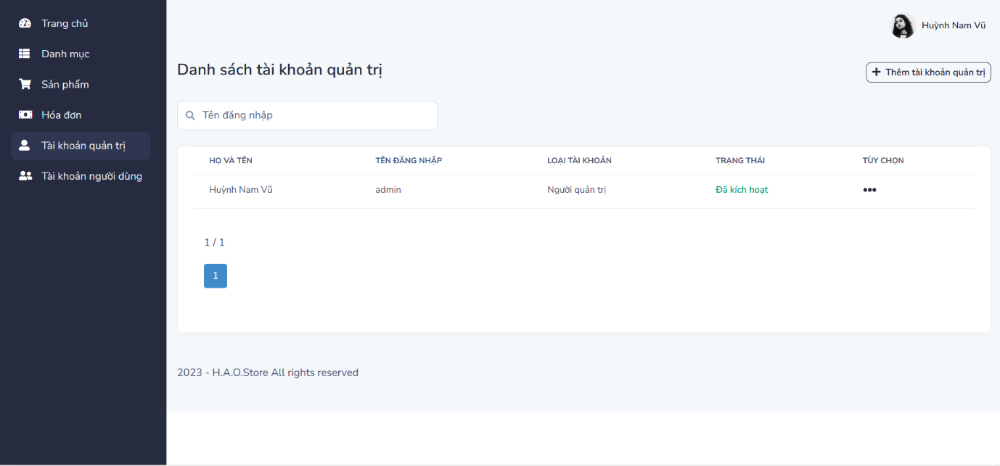 Trang chủ
Danh mục
Sản phẩm
Hóa đơn
Tài khoản quản trị
Tài khoản người dùng
Huỳnh Nam Vũ
Danh sách tài khoản quản trị
Thêm tài khoản quản trị
Tên đăng nhập
HỌ VÀ TÊN TÊN ĐĂNG NHẬP LOẠI TÀI KHOẢN TRẠNG THÁI TÙY CHỌN
Huỳnh Nam Vũ admin Người quản trị Đã kích hoạt
1 / 1
1
2023 - H.A.O.Store All rights reserved